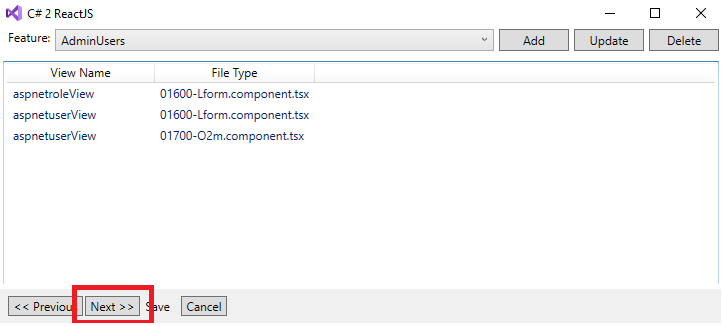 C# 2 ReactJS
Feature: AdminUsers Add Update Delete
View Name File Type
aspnetroleView 01600-Lform.component.tsx
aspnetuserView 01600-Lform.component.tsx
aspnetuserView 01700-O2m.component.tsx
<< Previous Next >> Save Cancel